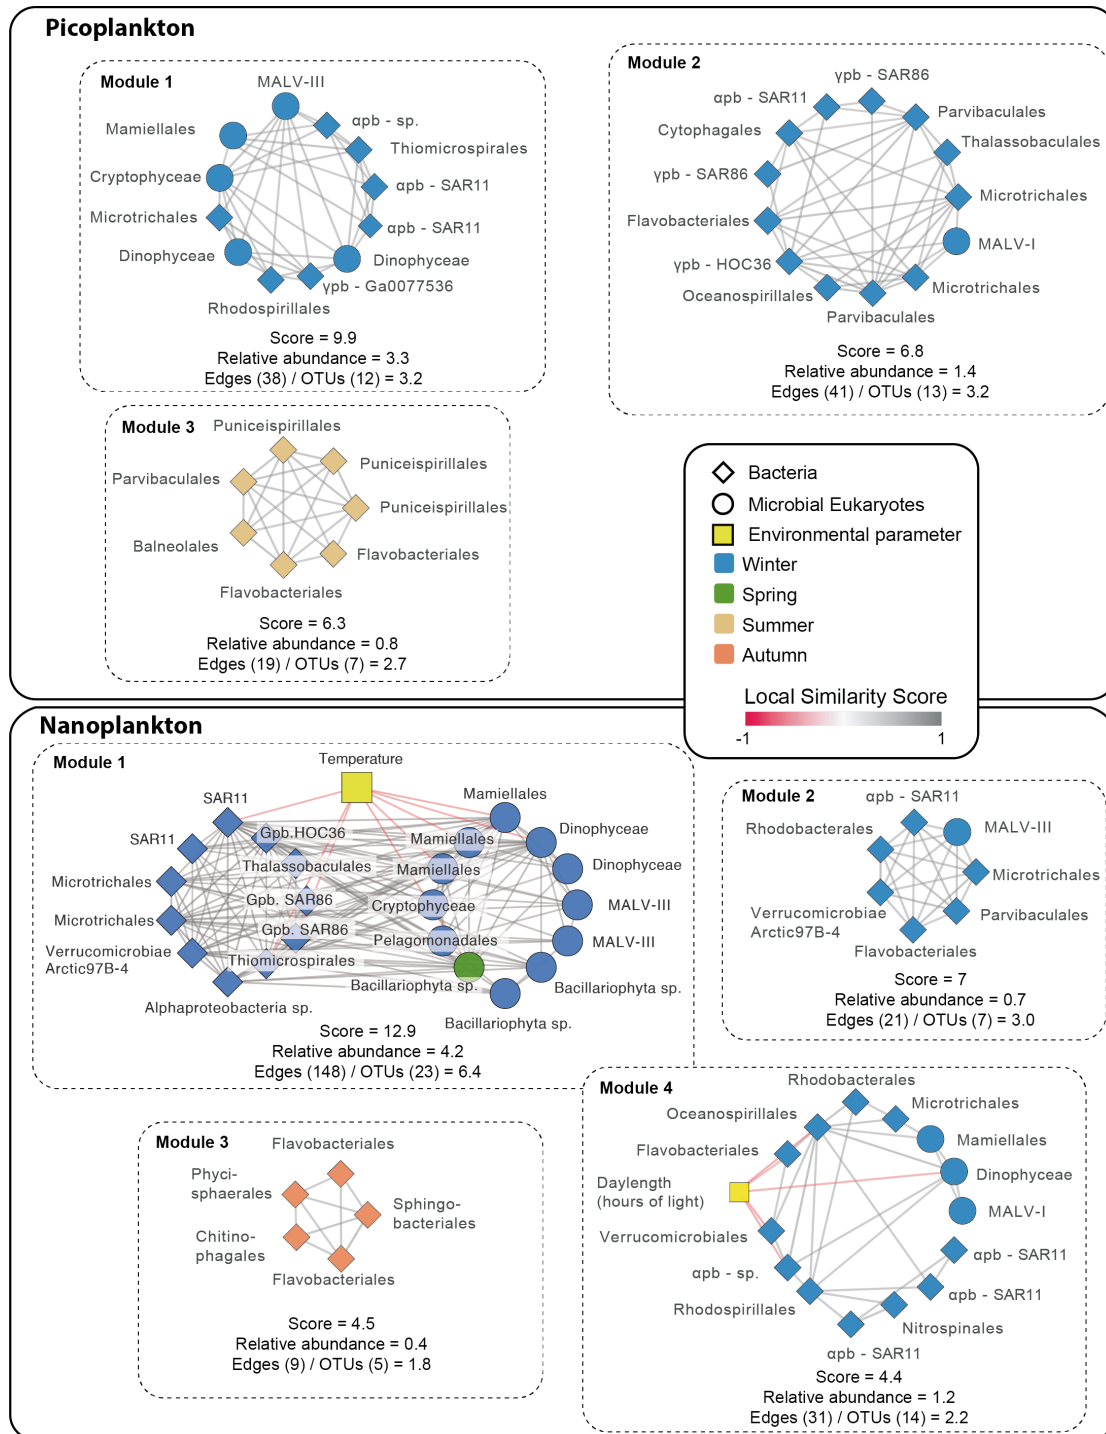 Picoplankton
Module 1
MALV-III
Mamiellales
αpb - sp.
Thiomicrospirales
Cryptophyceae
αpb - SAR11
Microtrichales
αpb - SAR11
Dinophyceae
Dinophyceae
γpb - Ga0077536
Rhodospirillales
Score = 9.9
Relative abundance = 3.3
Edges (38) / OTUs (12) = 3.2
Module 2
γpb - SAR86
αpb - SAR11
Parvibaculales
Cytophagales
Thalassobaculales
γpb - SAR86
Microtrichales
Flavobacteriales
MALV-I
γpb - HOC36
Microtrichales
Oceanospirillales
Parvibaculales
Score = 6.8
Relative abundance = 1.4
Edges (41) / OTUs (13) = 3.2
Module 3
Puniceispirillales
Puniceispirillales
Parvibaculales
Puniceispirillales
Balneolales
Flavobacteriales
Flavobacteriales
Score = 6.3
Relative abundance = 0.8
Edges (19) / OTUs (7) = 2.7
Bacteria
Microbial Eukaryotes
Environmental parameter
Winter
Spring
Summer
Autumn
Local Similarity Score
-1
1
Nanoplankton
Module 1
Temperature
SAR11
Mamiellales
SAR11
Gpb.HOC36
Mamiellales
Dinophyceae
Thalassobaculales
Mamiellales
Dinophyceae
Microtrichales
Gpb. SAR86
Cryptophyceae
MALV-III
Microtrichales
Gpb. SAR86
Pelagomonadales
MALV-III
Verrucomicrobiae
Arctic97B-4
Thiomicrospirales
Bacillariophyta sp.
Bacillariophyta sp.
Alphaproteobacteria sp.
Bacillariophyta sp.
Score = 12.9
Relative abundance = 4.2
Edges (148) / OTUs (23) = 6.4
Module 2
αpb - SAR11
Rhodobacterales
MALV-III
Microtrichales
Verrucomicrobiae
Arctic97B-4
Parvibaculales
Flavobacteriales
Score = 7
Relative abundance = 0.7
Edges (21) / OTUs (7) = 3.0
Module 3
Flavobacteriales
Phyci-
sphaerales
Sphingo-
bacteriales
Chitino-
phagales
Flavobacteriales
Score = 4.5
Relative abundance = 0.4
Edges (9) / OTUs (5) = 1.8
Module 4
Rhodobacterales
Oceanospirillales
Microtrichales
Flavobacteriales
Mamiellales
Daylength
(hours of light)
Dinophyceae
MALV-I
Verrucomicrobiales
αpb - SAR11
αpb - sp.
αpb - SAR11
Rhodospirillales
Nitrospinales
αpb - SAR11
Score = 4.4
Relative abundance = 1.2
Edges (31) / OTUs (14) = 2.2